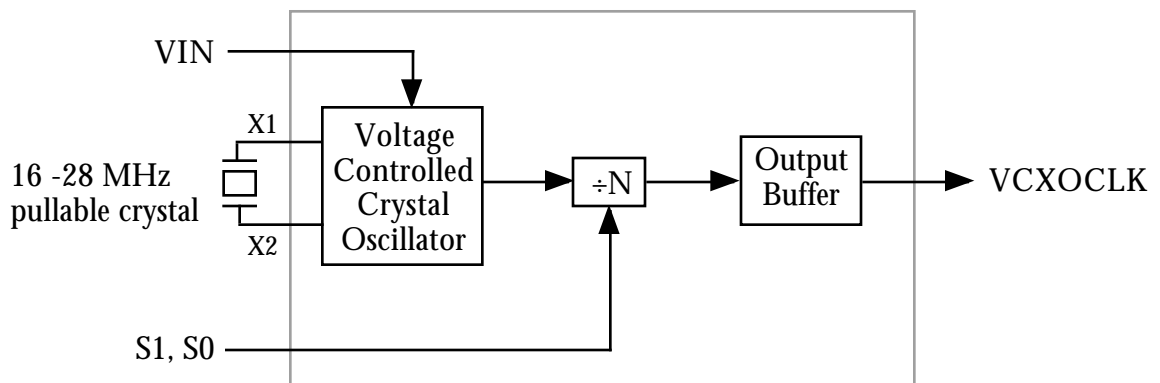 VIN
X1
16 -28 MHz
pullable crystal
X2
Voltage
Controlled
Crystal
Oscillator
÷N
Output
Buffer
VCXOCLK
S1, S0